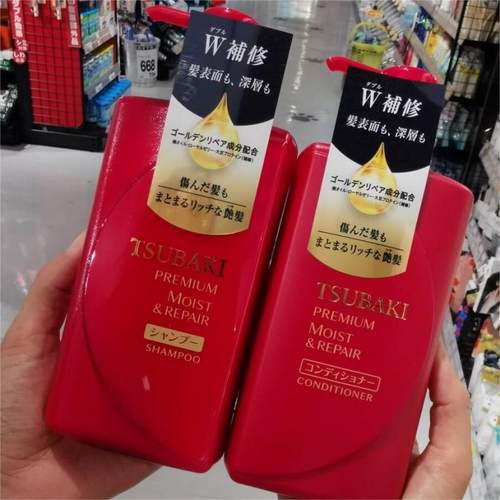 ダブル
W補修
髪表面も、深層も
ゴールデンリペア成分配合
傷んだ髪も
まとまるリッチな艶髪
TSUBAKI
PREMIUM
MOIST
& REPAIR
シャンプー
SHAMPOO
ダブル
W補修
髪表面も、深層も
ゴールデンリペア成分配合
傷んだ髪も
まとまるリッチな艶髪
TSUBAKI
PREMIUM
MOIST
& REPAIR
コンディショナー
CONDITIONER
668